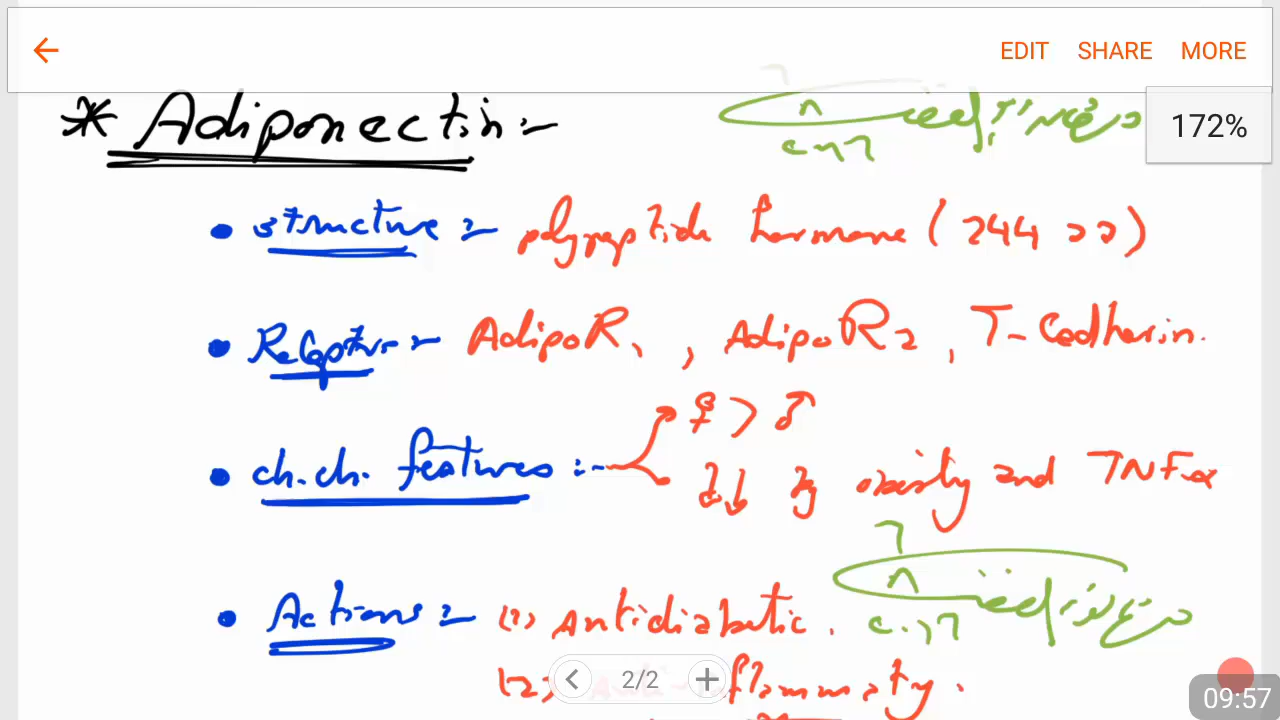 EDIT SHARE MORE
172%
* Adiponectin :-
• structure :- polypeptide hormone ( 244 aa )
• Receptor :- AdipoR1 , AdipoR2 , T-Cadherin.
• ch.ch. features :- ♀ > ♂
↓↓ by obesity and TNF-α
• Actions :- (1) Antidiabetic .
(2) Anti-inflammatory .
2/2
09:57